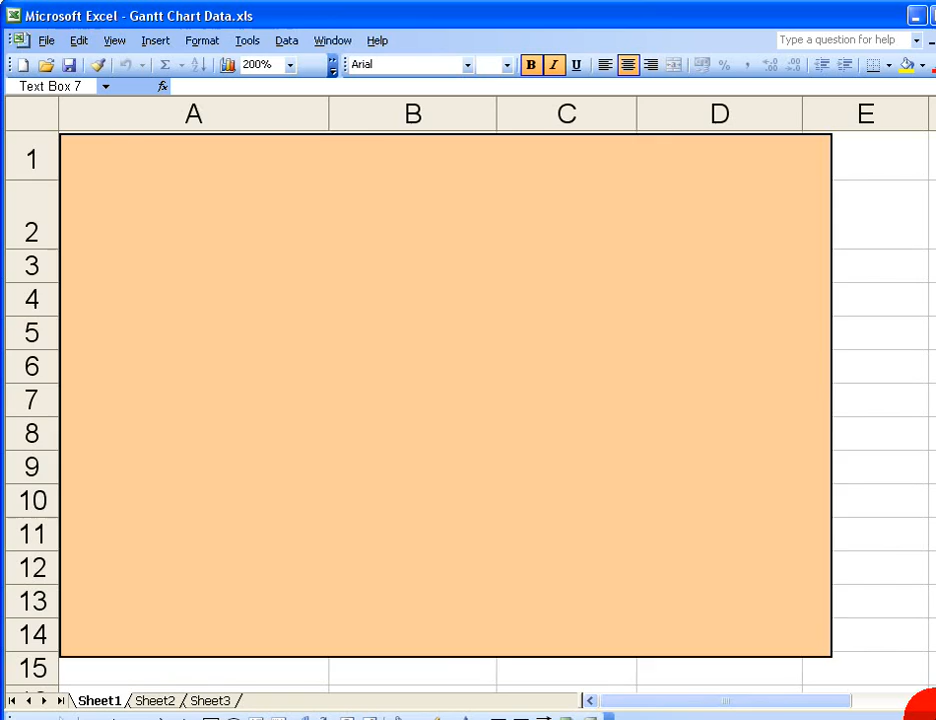 Microsoft Excel - Gantt Chart Data.xls
File Edit View Insert Format Tools Data Window Help
Type a question for help
200% Arial B I U % ,
Text Box 7 fx
A B C D E
1
2
3
4
5
6
7
8
9
10
11
12
13
14
15
Sheet1 Sheet2 Sheet3